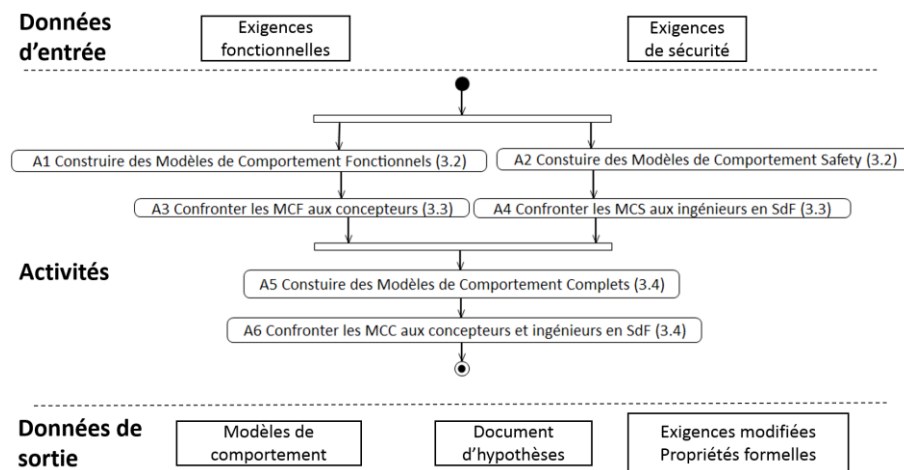 Données
d'entrée
Exigences
fonctionnelles
Exigences
de sécurité
A1 Construire des Modèles de Comportement Fonctionnels (3.2)
A2 Constuire des Modèles de Comportement Safety (3.2)
A3 Confronter les MCF aux concepteurs (3.3)
A4 Confronter les MCS aux ingénieurs en SdF (3.3)
Activités
A5 Constuire des Modèles de Comportement Complets (3.4)
A6 Confronter les MCC aux concepteurs et ingénieurs en SdF (3.4)
Données de
sortie
Modèles de
comportement
Document
d'hypothèses
Exigences modifiées
Propriétés formelles